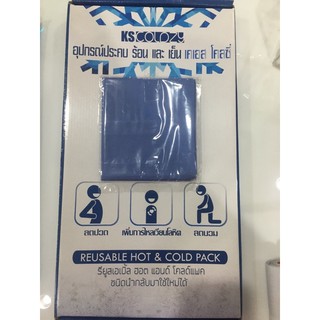 KS COLDZY
อุปกรณ์ประคบ ร้อน และ เย็น เคเอส โคลซี่
ลดปวด
เพิ่มการไหลเวียนโลหิต
ลดบวม
REUSABLE HOT & COLD PACK
รียูสเอเบิ้ล ฮอต แอนด์ โคลด์แพค
ชนิดนำกลับมาใช้ใหม่ได้